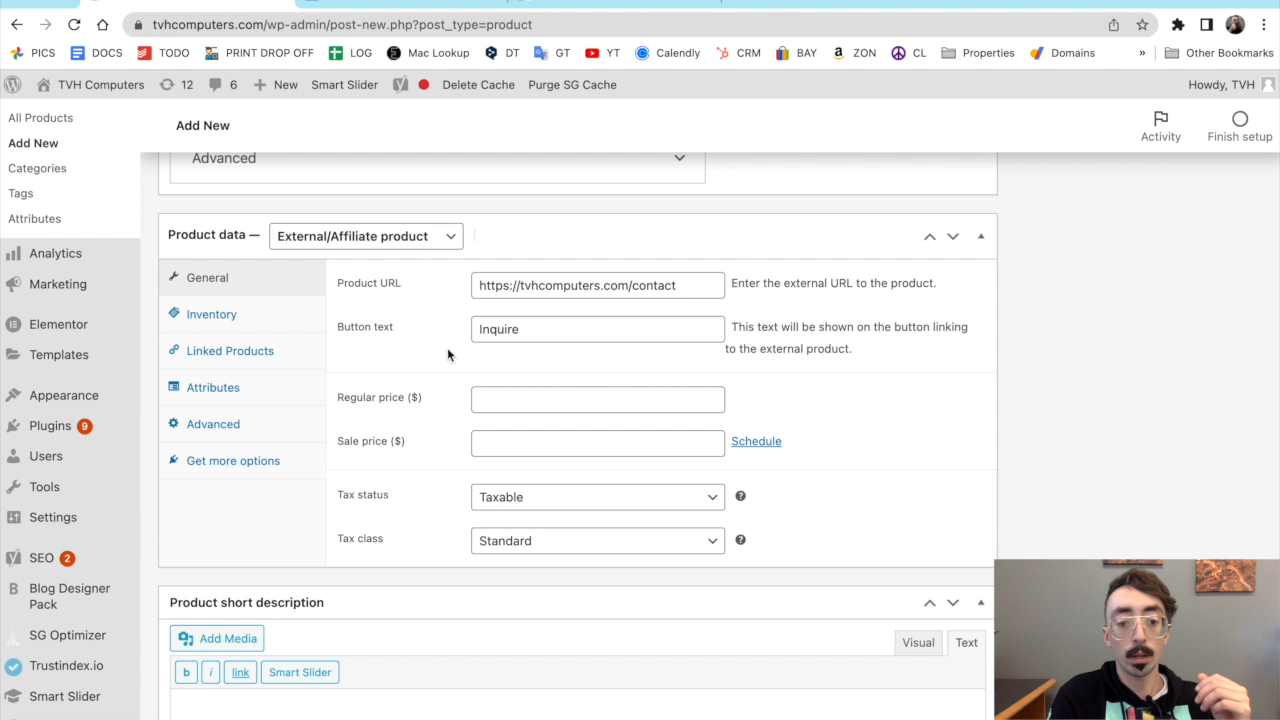 tvhcomputers.com/wp-admin/post-new.php?post_type=product
PICS DOCS TODO PRINT DROP OFF LOG Mac Lookup GT GT YT Calendly CRM BAY ZON CL Properties Domains » Other Bookmarks
TVH Computers 12 6 New Smart Slider Delete Cache Purge SG Cache Howdy, TVH
All Products
Add New
Categories
Tags
Attributes
Analytics
Marketing
Elementor
Templates
Appearance
Plugins 9
Users
Tools
Settings
SEO 2
Blog Designer
Pack
SG Optimizer
Trustindex.io
Smart Slider
Add New
Activity
Finish setup
Advanced
Product data — External/Affiliate product
General
Inventory
Linked Products
Attributes
Advanced
Get more options
Product URL https://tvhcomputers.com/contact Enter the external URL to the product.
Button text Inquire This text will be shown on the button linking
to the external product.
Regular price ($)
Sale price ($) Schedule
Tax status Taxable ?
Tax class Standard ?
Product short description
Add Media
Visual Text
b i link Smart Slider